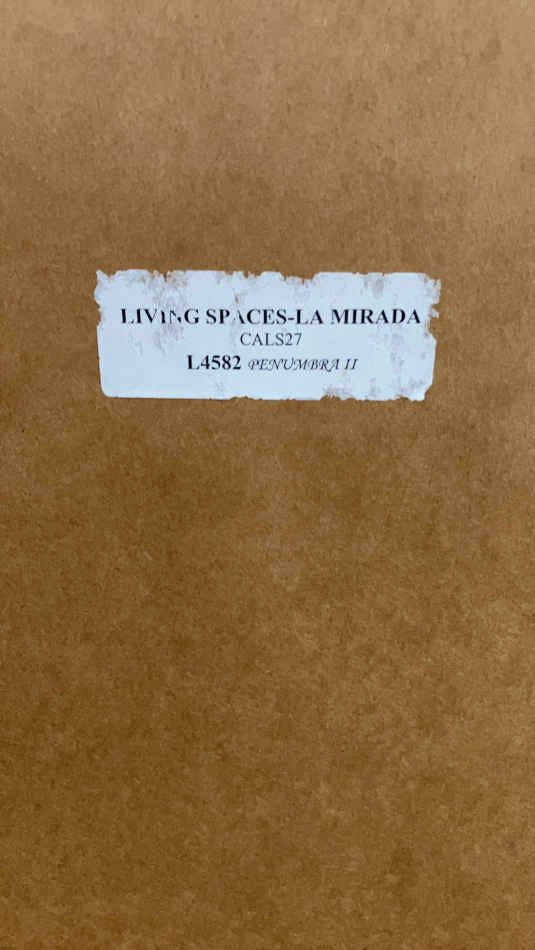 LIVING SPACES-LA MIRADA
CALS27
L4582 PENUMBRA II